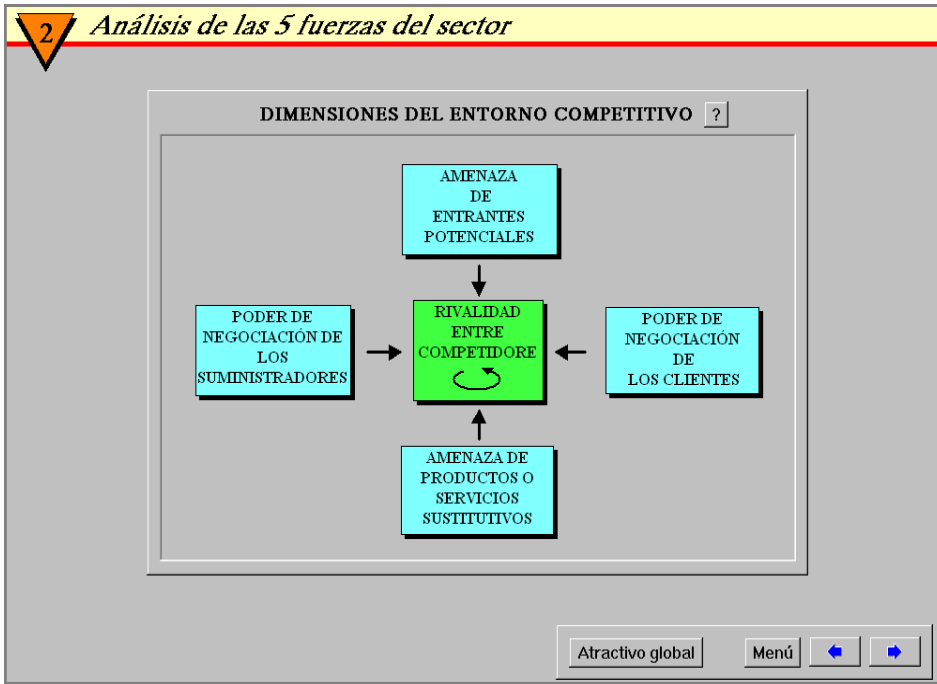 2
Análisis de las 5 fuerzas del sector
DIMENSIONES DEL ENTORNO COMPETITIVO ?
AMENAZA
DE
ENTRANTES
POTENCIALES
PODER DE
NEGOCIACIÓN DE
LOS
SUMINISTRADORES
RIVALIDAD
ENTRE
COMPETIDORE
PODER DE
NEGOCIACIÓN
DE
LOS CLIENTES
AMENAZA DE
PRODUCTOS O
SERVICIOS
SUSTITUTIVOS
Atractivo global
Menú